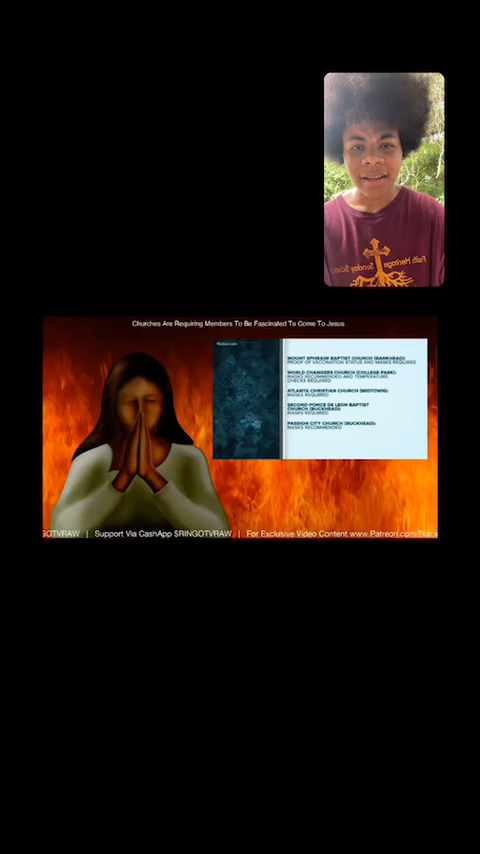 Faith Heritage
Sunday School
Churches Are Requiring Members To Be Fascinated To Come To Jesus
MOUNT EPHRAIM BAPTIST CHURCH (BANKHEAD):
PROOF OF VACCINATION STATUS AND MASKS REQUIRED
WORLD CHANGERS CHURCH (COLLEGE PARK):
MASKS RECOMMENDED AND TEMPERATURE
CHECKS REQUIRED
ATLANTA CHRISTIAN CHURCH (MIDTOWN):
MASKS REQUIRED
SECOND-PONCE DE LEON BAPTIST
CHURCH (BUCKHEAD):
MASKS REQUIRED
PASSION CITY CHURCH (BUCKHEAD):
MASKS RECOMMENDED
GOTVRAW | Support Via CashApp $RINGOTVRAW | For Exclusive Video Content www.Patreon.com/Black